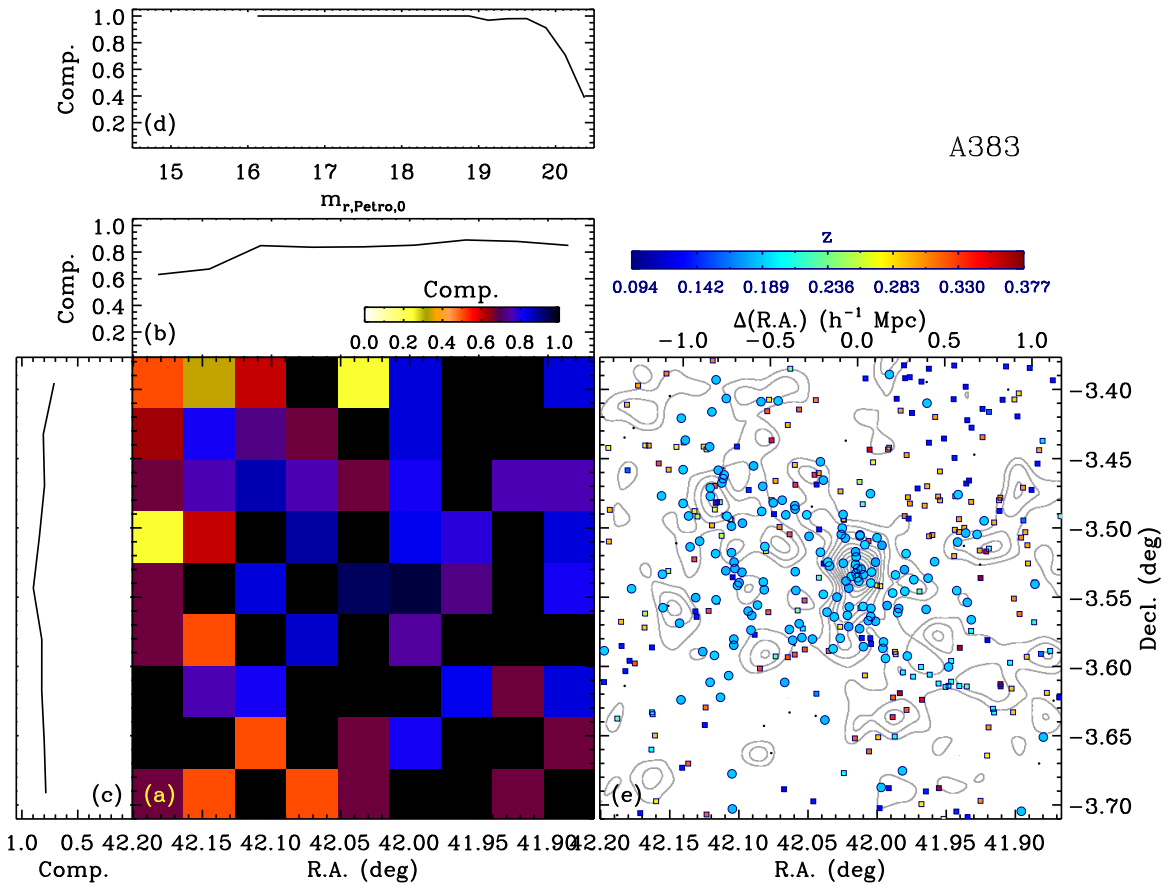 1.0
0.8
0.6
0.4
0.2
Comp.
(d)
15 16 17 18 19 20
m_r,Petro,0
A383
1.0
0.8
0.6
0.4
0.2
Comp.
(b)
Comp.
0.0 0.2 0.4 0.6 0.8 1.0
z
0.094 0.142 0.189 0.236 0.283 0.330 0.377
Δ(R.A.) (h⁻¹ Mpc)
−1.0 −0.5 0.0 0.5 1.0
−3.40
−3.45
−3.50
−3.55
−3.60
−3.65
−3.70
Decl. (deg)
(c) (a) (e)
1.0 0.5
Comp.
42.20 42.15 42.10 42.05 42.00 41.95 41.90
R.A. (deg)
42.20 42.15 42.10 42.05 42.00 41.95 41.90
R.A. (deg)